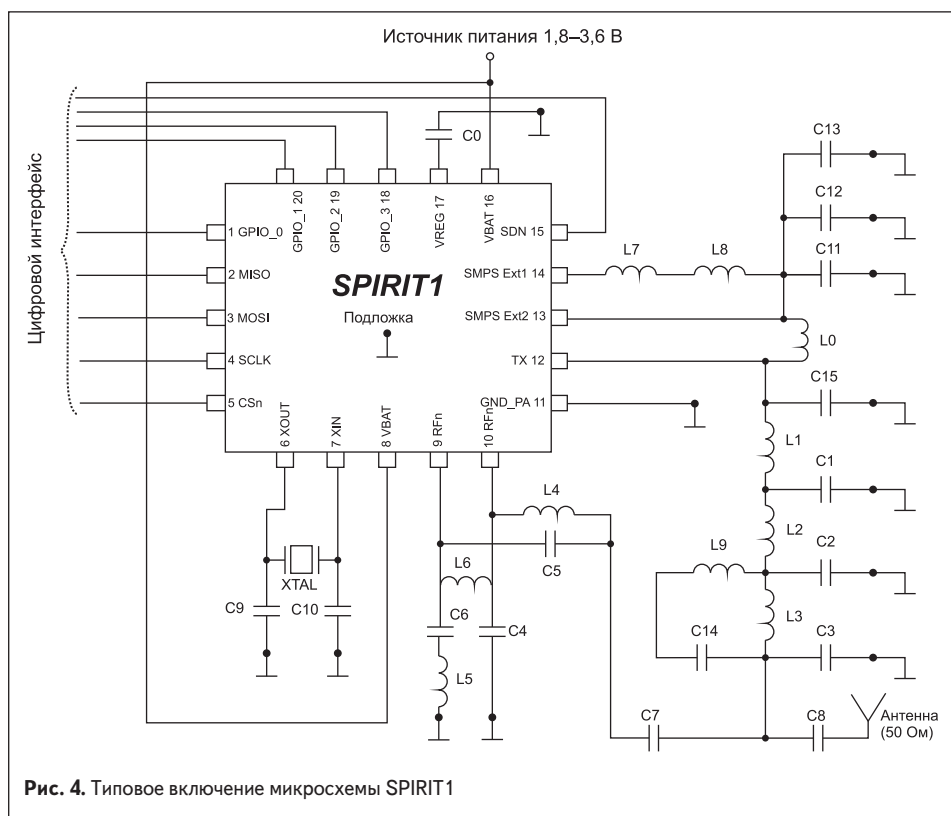 Источник питания 1,8–3,6 В
Цифровой интерфейс
C0
C13
C12
C11
GPIO_1 20
GPIO_2 19
GPIO_3 18
VREG 17
VBAT 16
1 GPIO_0
SDN 15
L7
L8
2 MISO
SPIRIT1
SMPS Ext1 14
3 MOSI
Подложка
SMPS Ext2 13
L0
4 SCLK
TX 12
C15
5 CSn
GND_PA 11
6 XOUT
7 XIN
8 VBAT
9 RFn
10 RFn
L1
C1
L4
L2
C2
L9
C5
XTAL
L6
C9
C10
C6
C4
L3
C14
C3
L5
C7
C8
Антенна
(50 Ом)
Рис. 4. Типовое включение микросхемы SPIRIT1